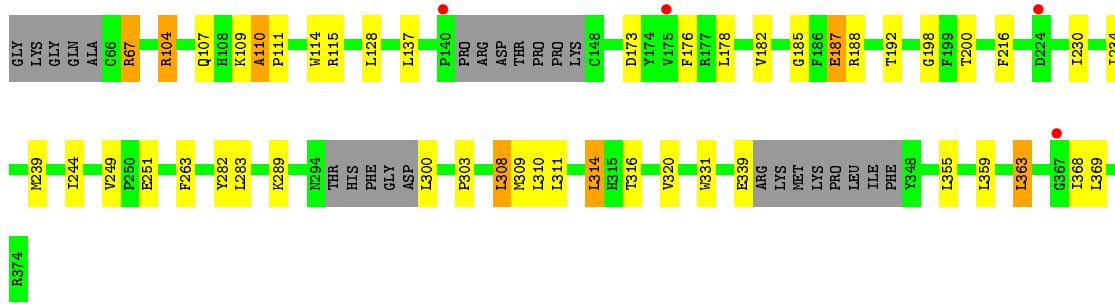 GLY LYS GLY GLN ALA C66 R67 R104 Q107 H108 K109 A110 P111 W114 R115 L128 L137 P140 PRO ARG ASP THR PRO PRO LYS C148 D173 Y174 V175 F176 R177 L178 V182 G185 F186 E187 R188 T192 G198 F199 T200 F216 D224 I230
M239 I244 V249 P250 E251 F263 Y282 L283 K289 N294 THR HIS PHE GLY ASP L300 P303 L308 M309 L310 L311 L314 H315 T316 V320 W331 E339 ARG LYS MET LYS PRO LEU ILE PHE Y348 L355 L359 L363 G367 I368 L369
R374